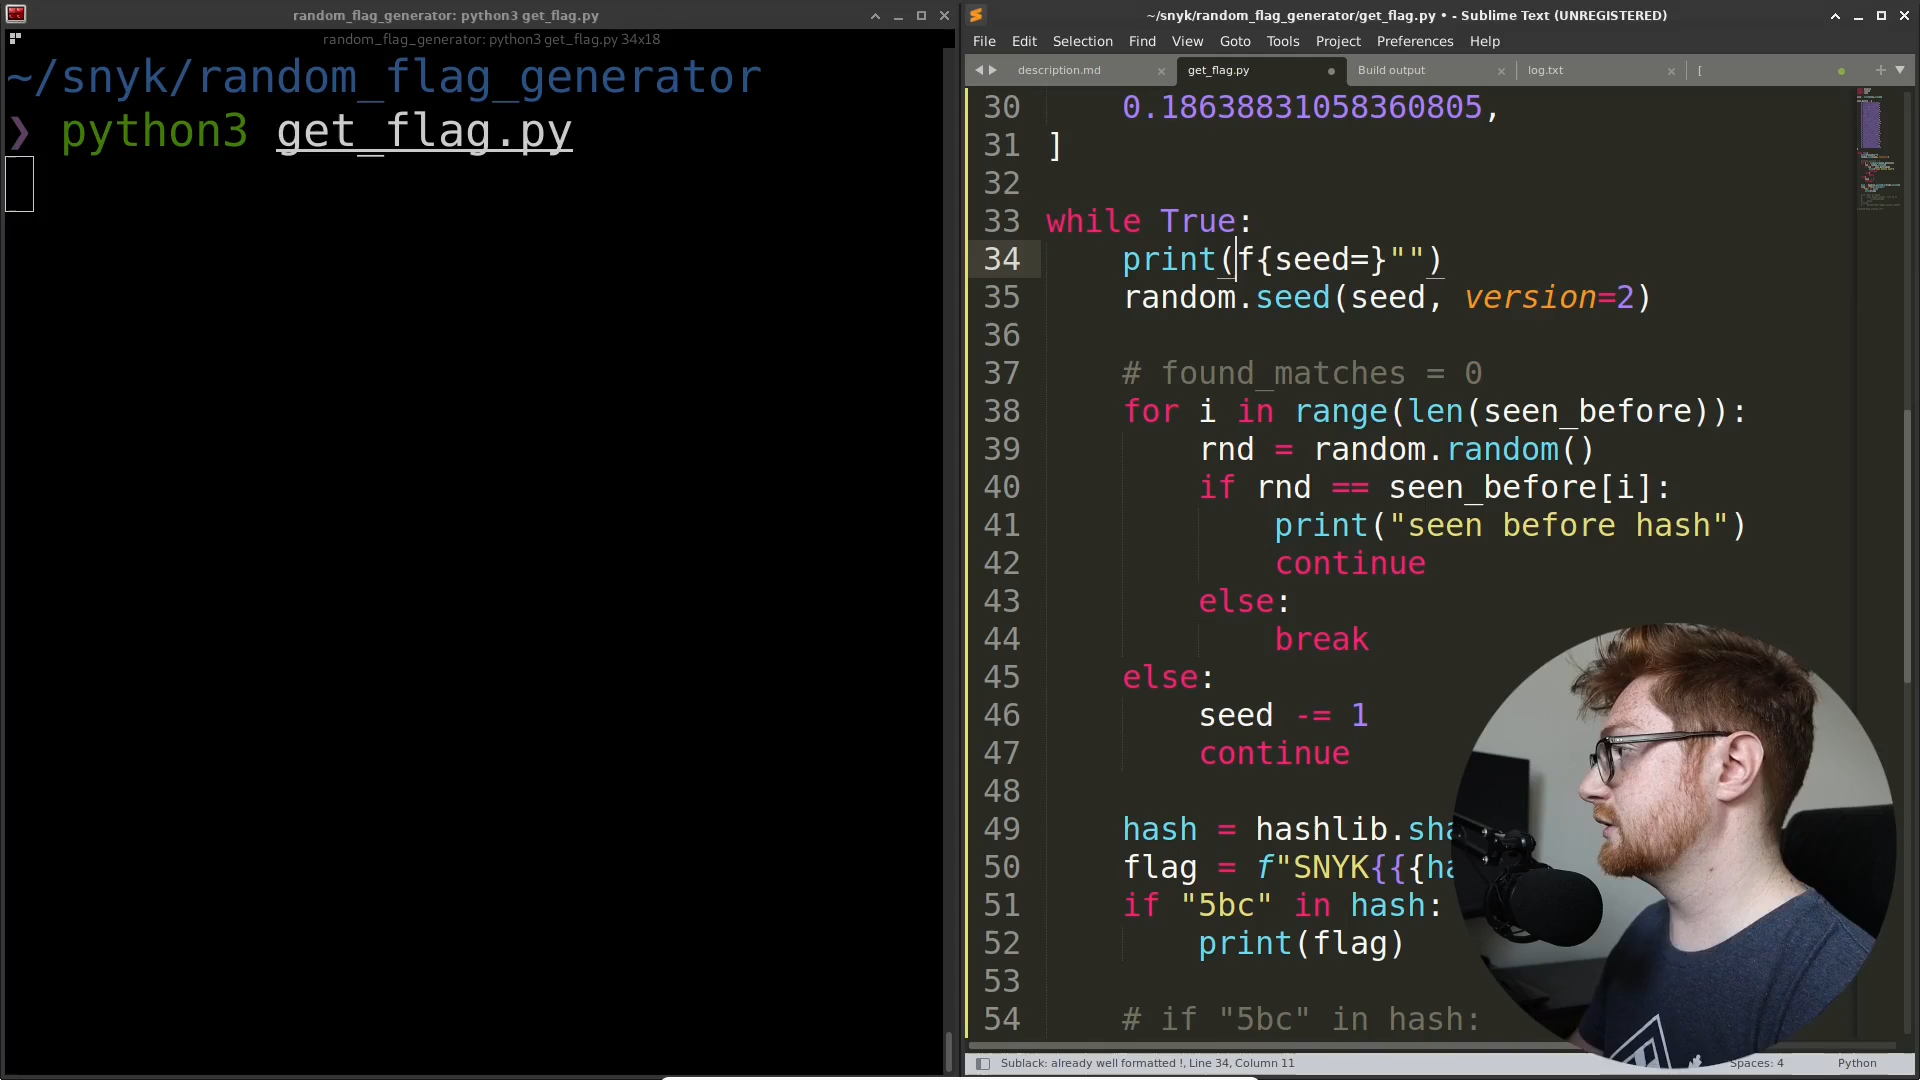 random_flag_generator: python3 get_flag.py
random_flag_generator: python3 get_flag.py 34x18
~/snyk/random_flag_generator
❯ python3 get_flag.py
~/snyk/random_flag_generator/get_flag.py • - Sublime Text (UNREGISTERED)
File Edit Selection Find View Goto Tools Project Preferences Help
description.md × get_flag.py Build output × log.txt × [
30 0.18638831058360805,
31 ]
32
33 while True:
34 print(f{seed=}"")
35 random.seed(seed, version=2)
36
37 # found_matches = 0
38 for i in range(len(seen_before)):
39 rnd = random.random()
40 if rnd == seen_before[i]:
41 print("seen before hash")
42 continue
43 else:
44 break
45 else:
46 seed -= 1
47 continue
48
49 hash = hashlib.sha
50 flag = f"SNYK{{{ha
51 if "5bc" in hash:
52 print(flag)
53
54 # if "5bc" in hash:
Sublack: already well formatted !, Line 34, Column 11 Spaces: 4 Python